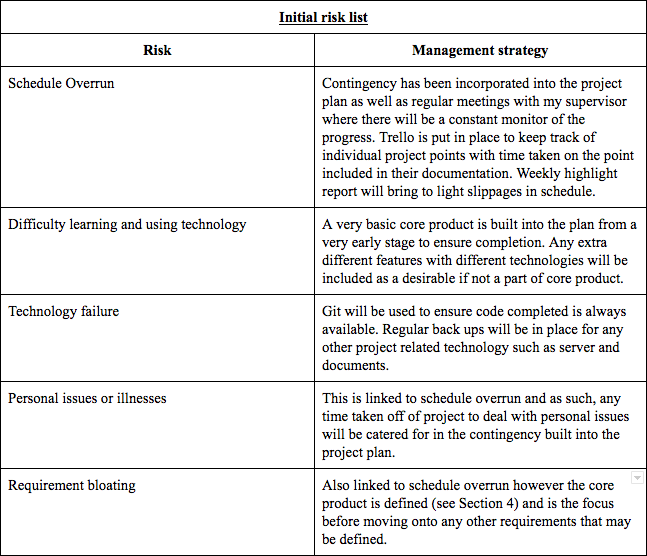 Initial risk list
Risk
Management strategy
Schedule Overrun
Contingency has been incorporated into the project
plan as well as regular meetings with my supervisor
where there will be a constant monitor of the
progress. Trello is put in place to keep track of
individual project points with time taken on the point
included in their documentation. Weekly highlight
report will bring to light slippages in schedule.
Difficulty learning and using technology
A very basic core product is built into the plan from a
very early stage to ensure completion. Any extra
different features with different technologies will be
included as a desirable if not a part of core product.
Technology failure
Git will be used to ensure code completed is always
available. Regular back ups will be in place for any
other project related technology such as server and
documents.
Personal issues or illnesses
This is linked to schedule overrun and as such, any
time taken off of project to deal with personal issues
will be catered for in the contingency built into the
project plan.
Requirement bloating
Also linked to schedule overrun however the core
product is defined (see Section 4) and is the focus
before moving onto any other requirements that may
be defined.